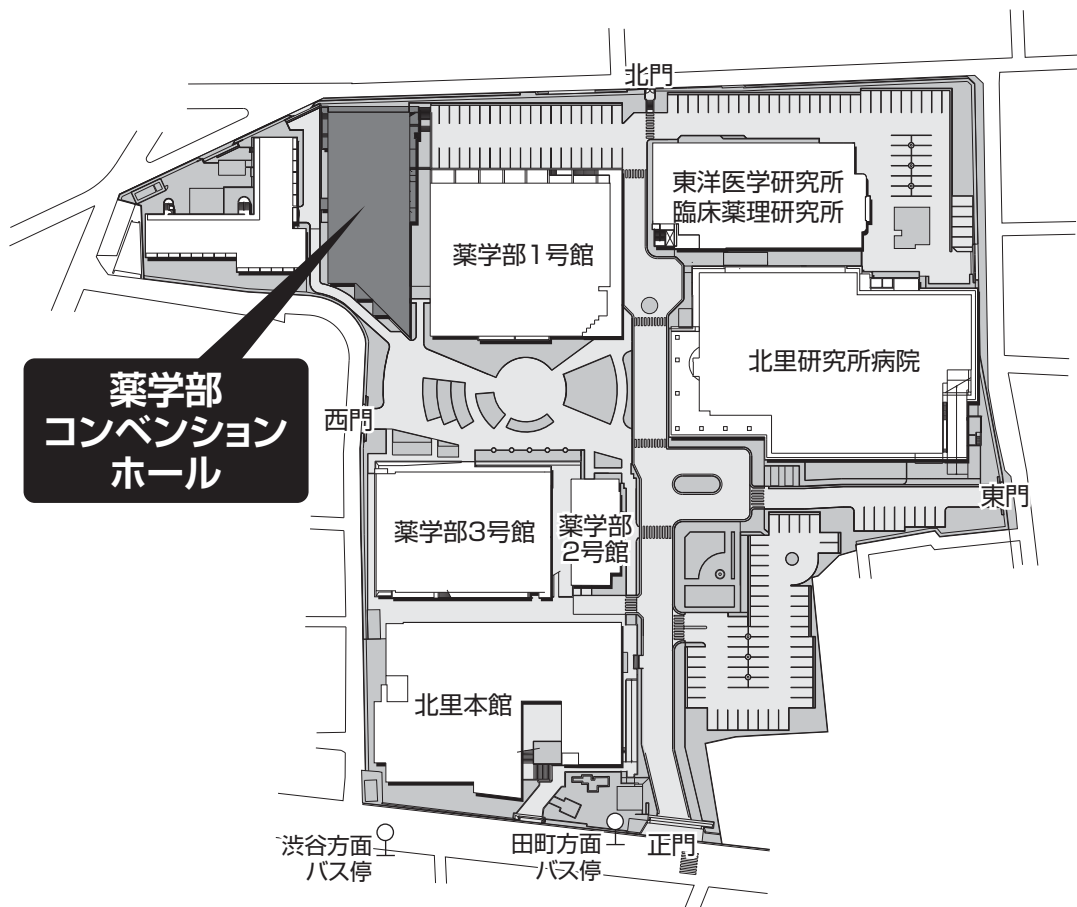 北門
東洋医学研究所
臨床薬理研究所
薬学部1号館
北里研究所病院
薬学部
コンベンション
ホール
西門
東門
薬学部3号館
薬学部
2号館
北里本館
渋谷方面
バス停
田町方面
バス停
正門